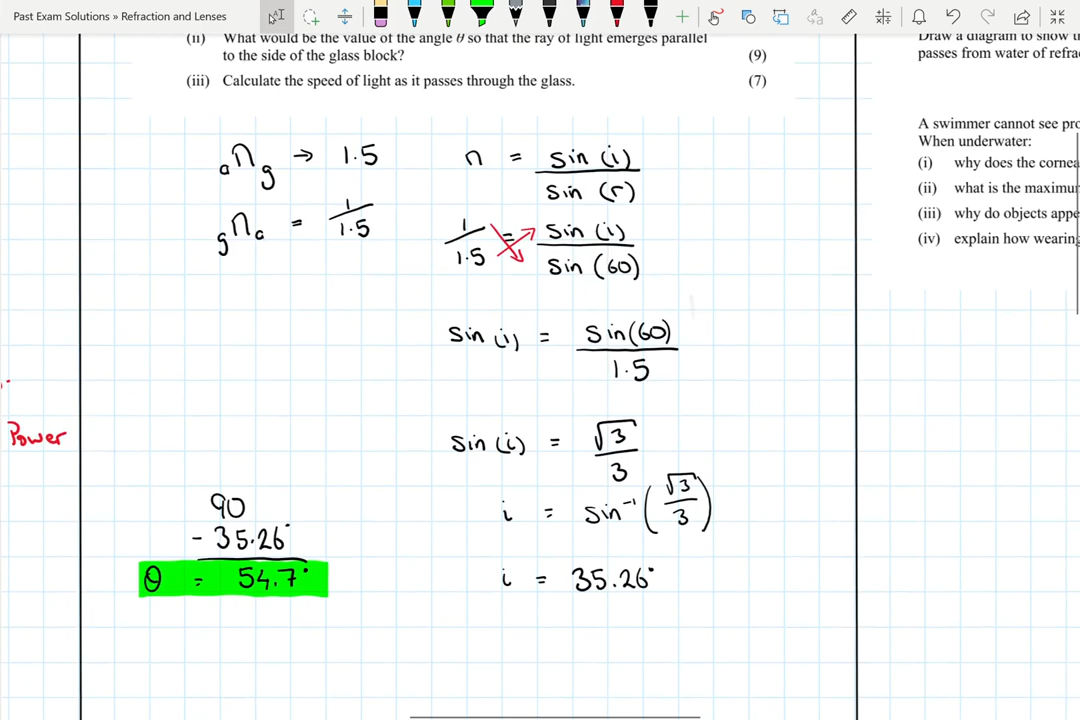 Past Exam Solutions » Refraction and Lenses
(ii) What would be the value of the angle θ so that the ray of light emerges parallel
to the side of the glass block? (9)
(iii) Calculate the speed of light as it passes through the glass. (7)
ₐng → 1.5
gnₐ = 1/1.5
n = sin (i) / sin (r)
1/1.5 = sin (i) / sin (60)
sin (i) = sin(60) / 1.5
sin (i) = √3 / 3
i = sin⁻¹ (√3 / 3)
i = 35.26°
90
- 35.26°
θ = 54.7°
Power
Draw a diagram to show
passes from water of refra
A swimmer cannot see pro
When underwater:
(i) why does the cornea
(ii) what is the maximu
(iii) why do objects appe
(iv) explain how wearing